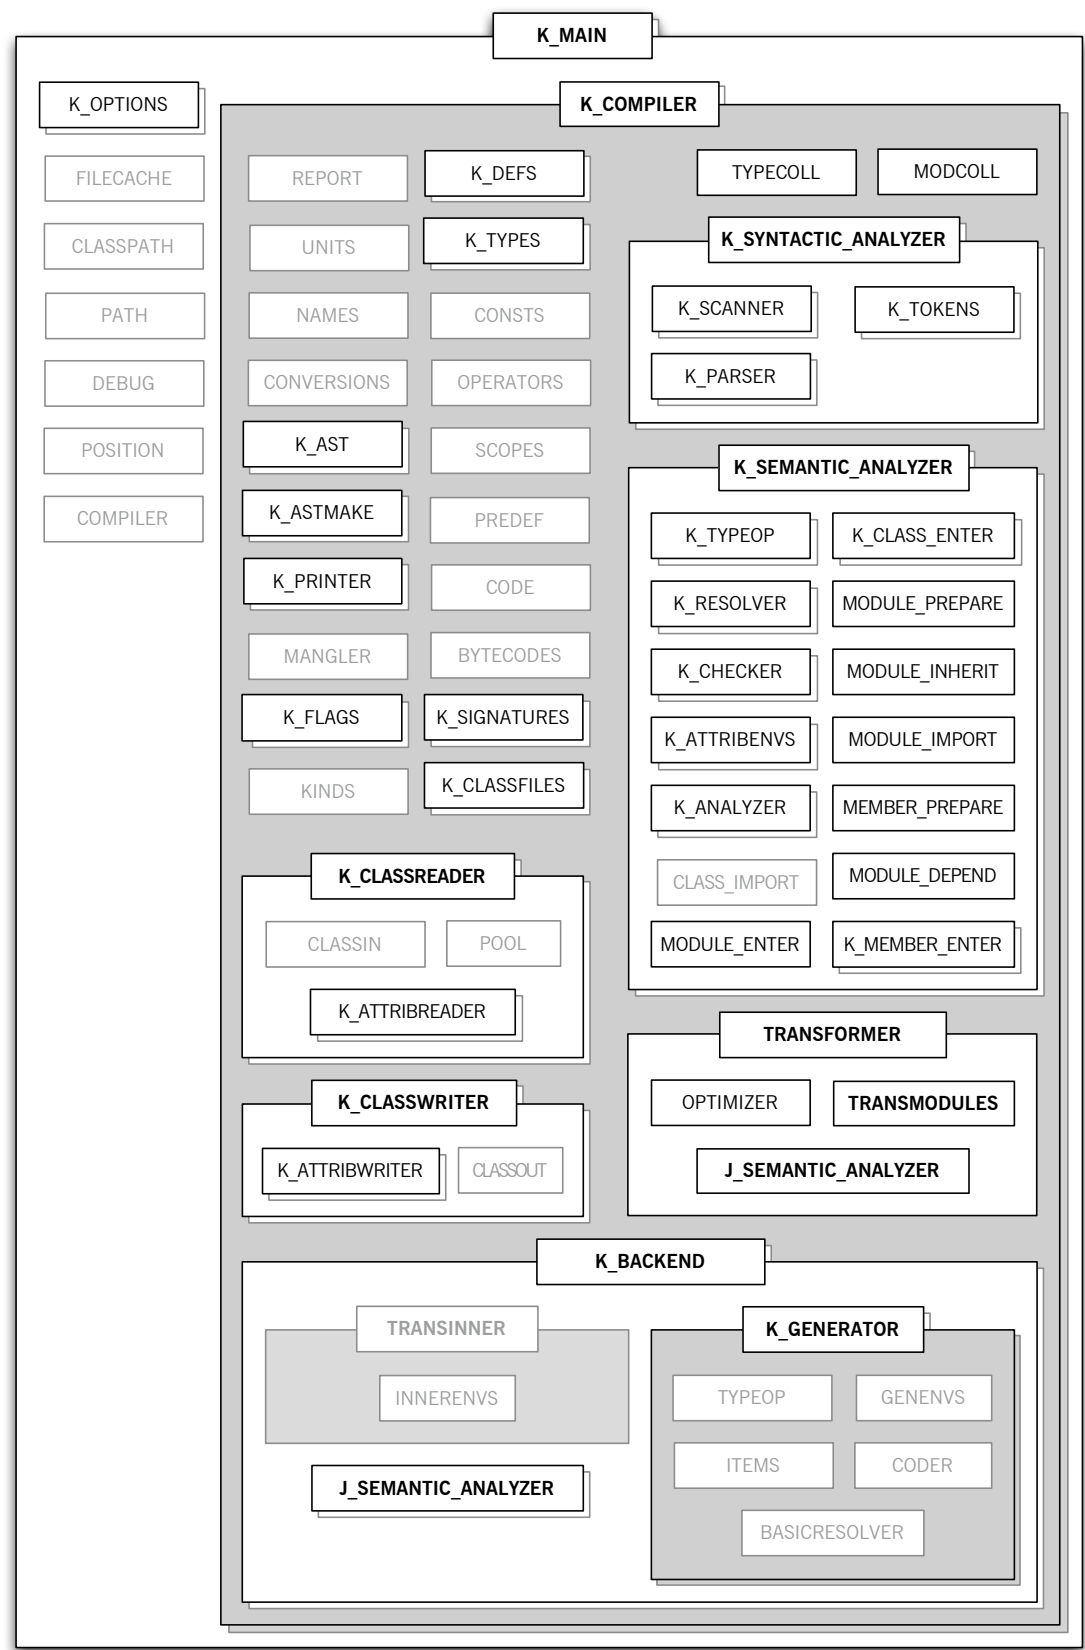 K_MAIN
K_OPTIONS
FILECACHE
CLASSPATH
PATH
DEBUG
POSITION
COMPILER
K_COMPILER
REPORT
K_DEFS
UNITS
K_TYPES
NAMES
CONSTS
CONVERSIONS
OPERATORS
K_AST
SCOPES
K_ASTMAKE
PREDEF
K_PRINTER
CODE
MANGLER
BYTECODES
K_FLAGS
K_SIGNATURES
KINDS
K_CLASSFILES
TYPECOLL
MODCOLL
K_SYNTACTIC_ANALYZER
K_SCANNER
K_TOKENS
K_PARSER
K_SEMANTIC_ANALYZER
K_TYPEOP
K_CLASS_ENTER
K_RESOLVER
MODULE_PREPARE
K_CHECKER
MODULE_INHERIT
K_ATTRIBENVS
MODULE_IMPORT
K_ANALYZER
MEMBER_PREPARE
CLASS_IMPORT
MODULE_DEPEND
MODULE_ENTER
K_MEMBER_ENTER
K_CLASSREADER
CLASSIN
POOL
K_ATTRIBREADER
K_CLASSWRITER
K_ATTRIBWRITER
CLASSOUT
TRANSFORMER
OPTIMIZER
TRANSMODULES
J_SEMANTIC_ANALYZER
K_BACKEND
TRANSINNER
INNERENVS
J_SEMANTIC_ANALYZER
K_GENERATOR
TYPEOP
GENENVS
ITEMS
CODER
BASICRESOLVER